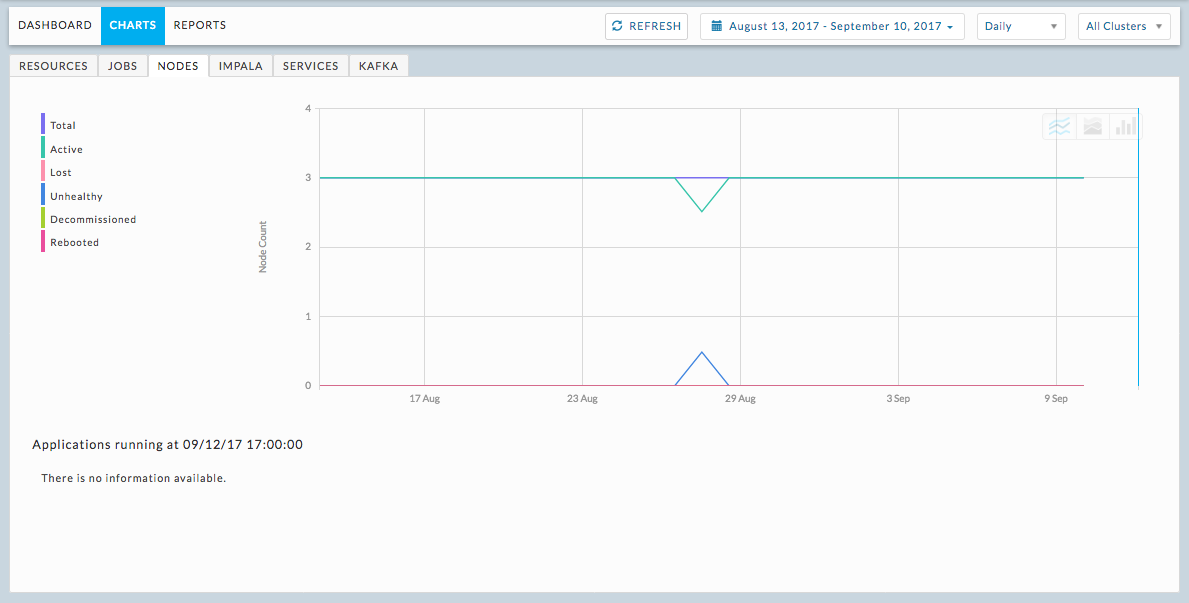 DASHBOARD CHARTS REPORTS REFRESH August 13, 2017 - September 10, 2017 Daily All Clusters
RESOURCES JOBS NODES IMPALA SERVICES KAFKA
Total
Active
Lost
Unhealthy
Decommissioned
Rebooted
Node Count
4
3
2
1
0
17 Aug 23 Aug 29 Aug 3 Sep 9 Sep
Applications running at 09/12/17 17:00:00
There is no information available.